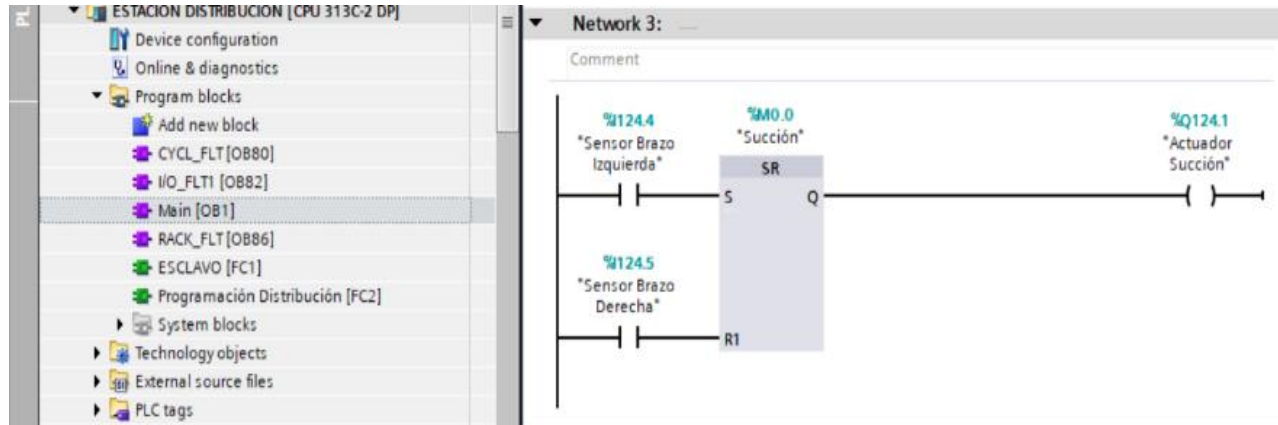 PL
ESTACION DISTRIBUCION [CPU 313C-2 DP]
Device configuration
Online & diagnostics
Program blocks
Add new block
CYCL_FLT [OB80]
I/O_FLT1 [OB82]
Main [OB1]
RACK_FLT [OB86]
ESCLAVO [FC1]
Programación Distribución [FC2]
System blocks
Technology objects
External source files
PLC tags
Network 3:
Comment
%I124.4
"Sensor Brazo
Izquierda"
%M0.0
"Succión"
SR
S
Q
%Q124.1
"Actuador
Succión"
%I124.5
"Sensor Brazo
Derecha"
R1